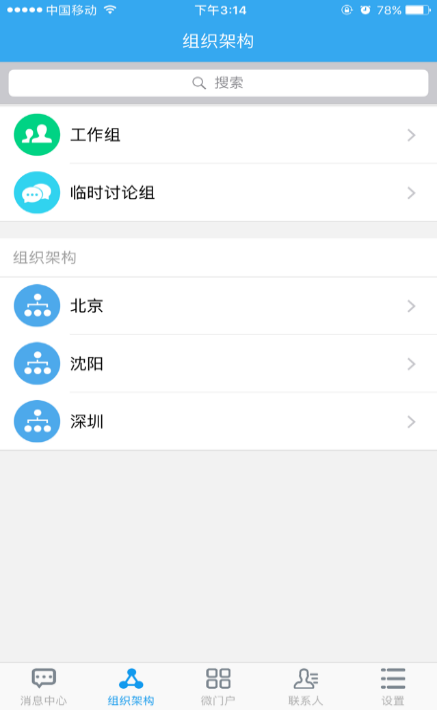 中国移动 下午3:14 78%
组织架构
搜索
工作组
临时讨论组
组织架构
北京
沈阳
深圳
消息中心 组织架构 微门户 联系人 设置